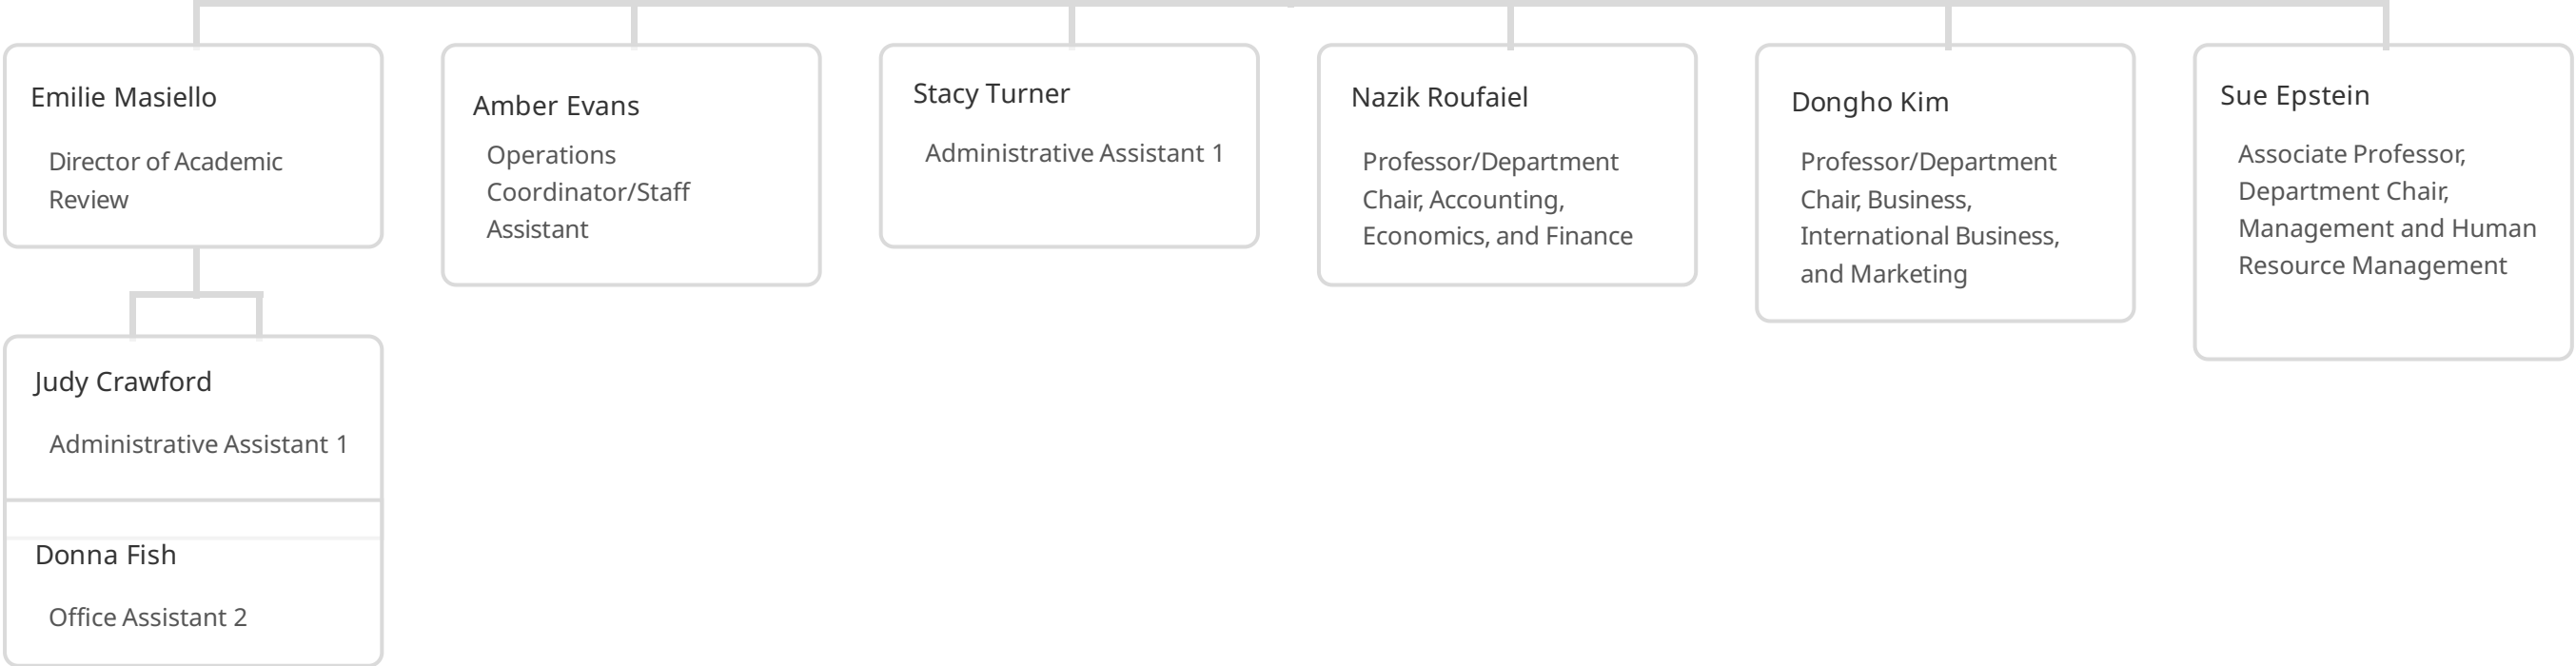 Emilie Masiello
Director of Academic
Review
Amber Evans
Operations
Coordinator/Staff
Assistant
Stacy Turner
Administrative Assistant 1
Nazik Roufaiel
Professor/Department
Chair, Accounting,
Economics, and Finance
Dongho Kim
Professor/Department
Chair, Business,
International Business,
and Marketing
Sue Epstein
Associate Professor,
Department Chair,
Management and Human
Resource Management
Judy Crawford
Administrative Assistant 1
Donna Fish
Office Assistant 2